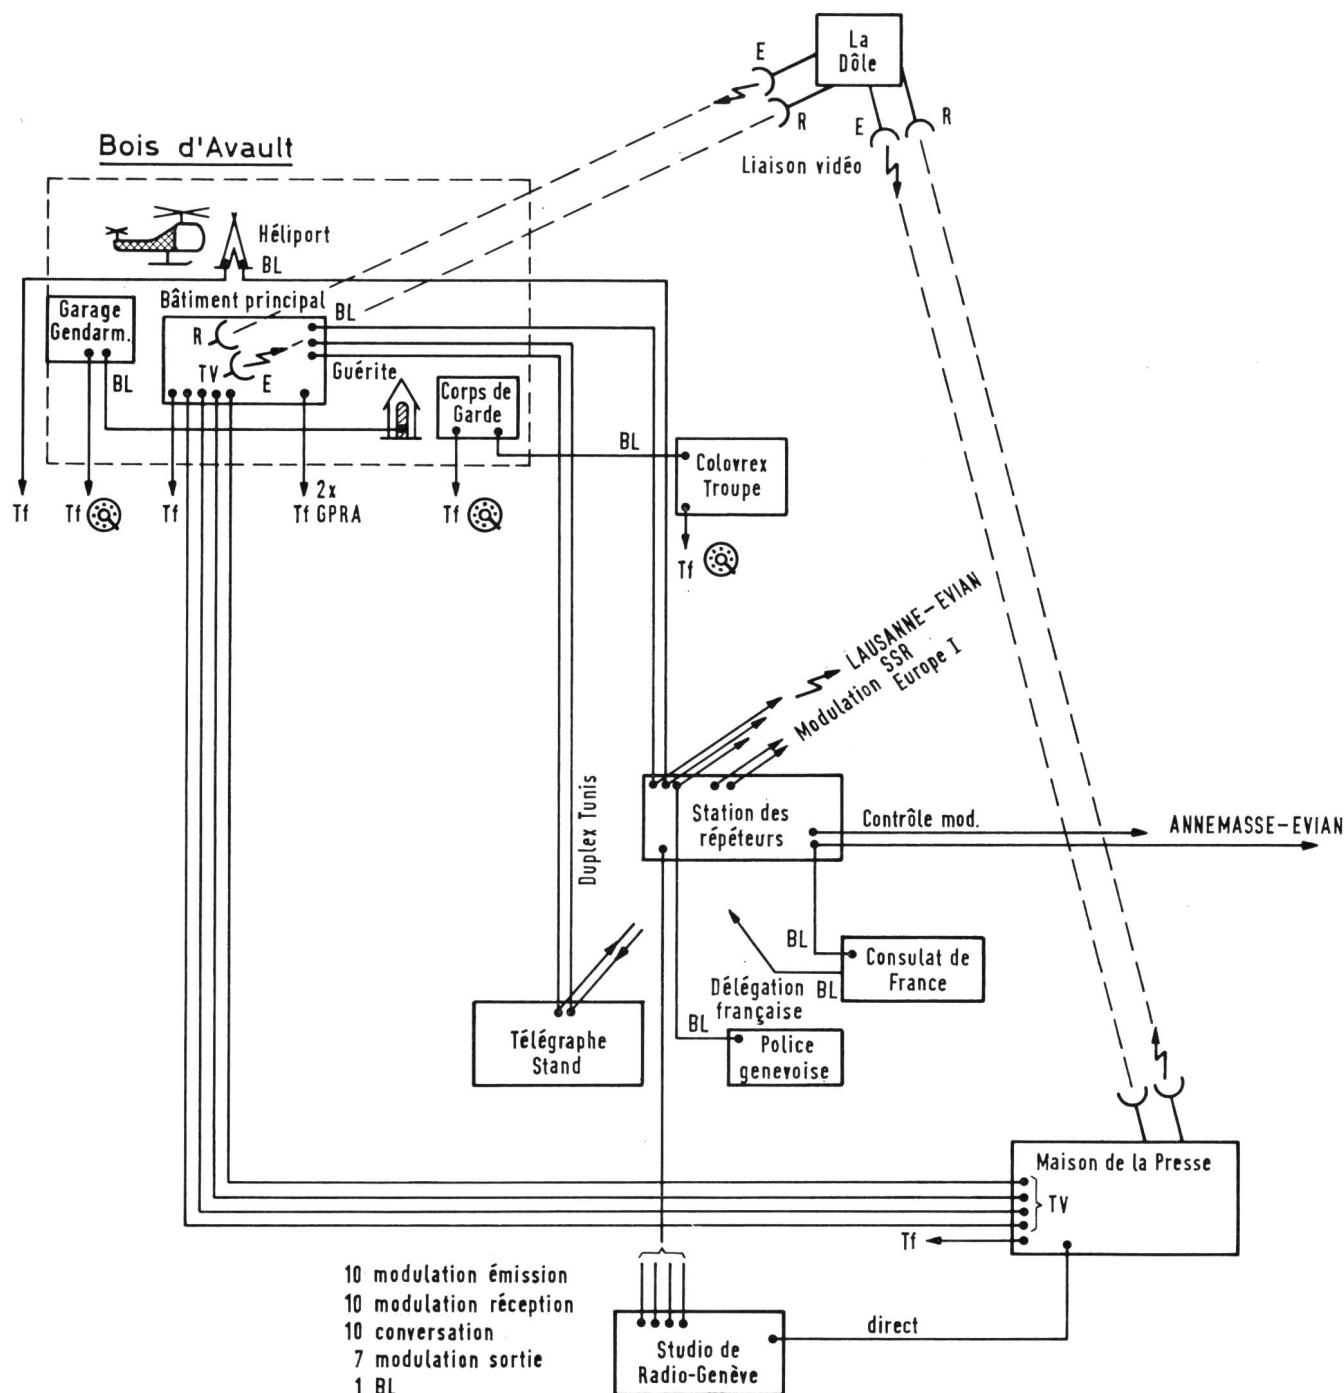 La
Dôle
E
R
E
R
Liaison vidéo
Bois d'Avault
Héliport
BL
Bâtiment principal
BL
Garage
Gendarm.
BL
R
TV
E
Guérite
Corps de
Garde
BL
Colovrex
Troupe
Tf
Tf
Tf
2x
Tf GPRA
Tf
Tf
LAUSANNE-EVIAN
Modulation SSR
Europe I
Station des
répéteurs
Contrôle mod.
ANNEMASSE-EVIAN
Duplex Tunis
BL
Consulat de
France
BL
Délégation
française
BL
Police
genevoise
Télégraphe
Stand
Maison de la Presse
TV
Tf
10 modulation émission
10 modulation réception
10 conversation
7 modulation sortie
1 BL
direct
Studio de
Radio-Genève